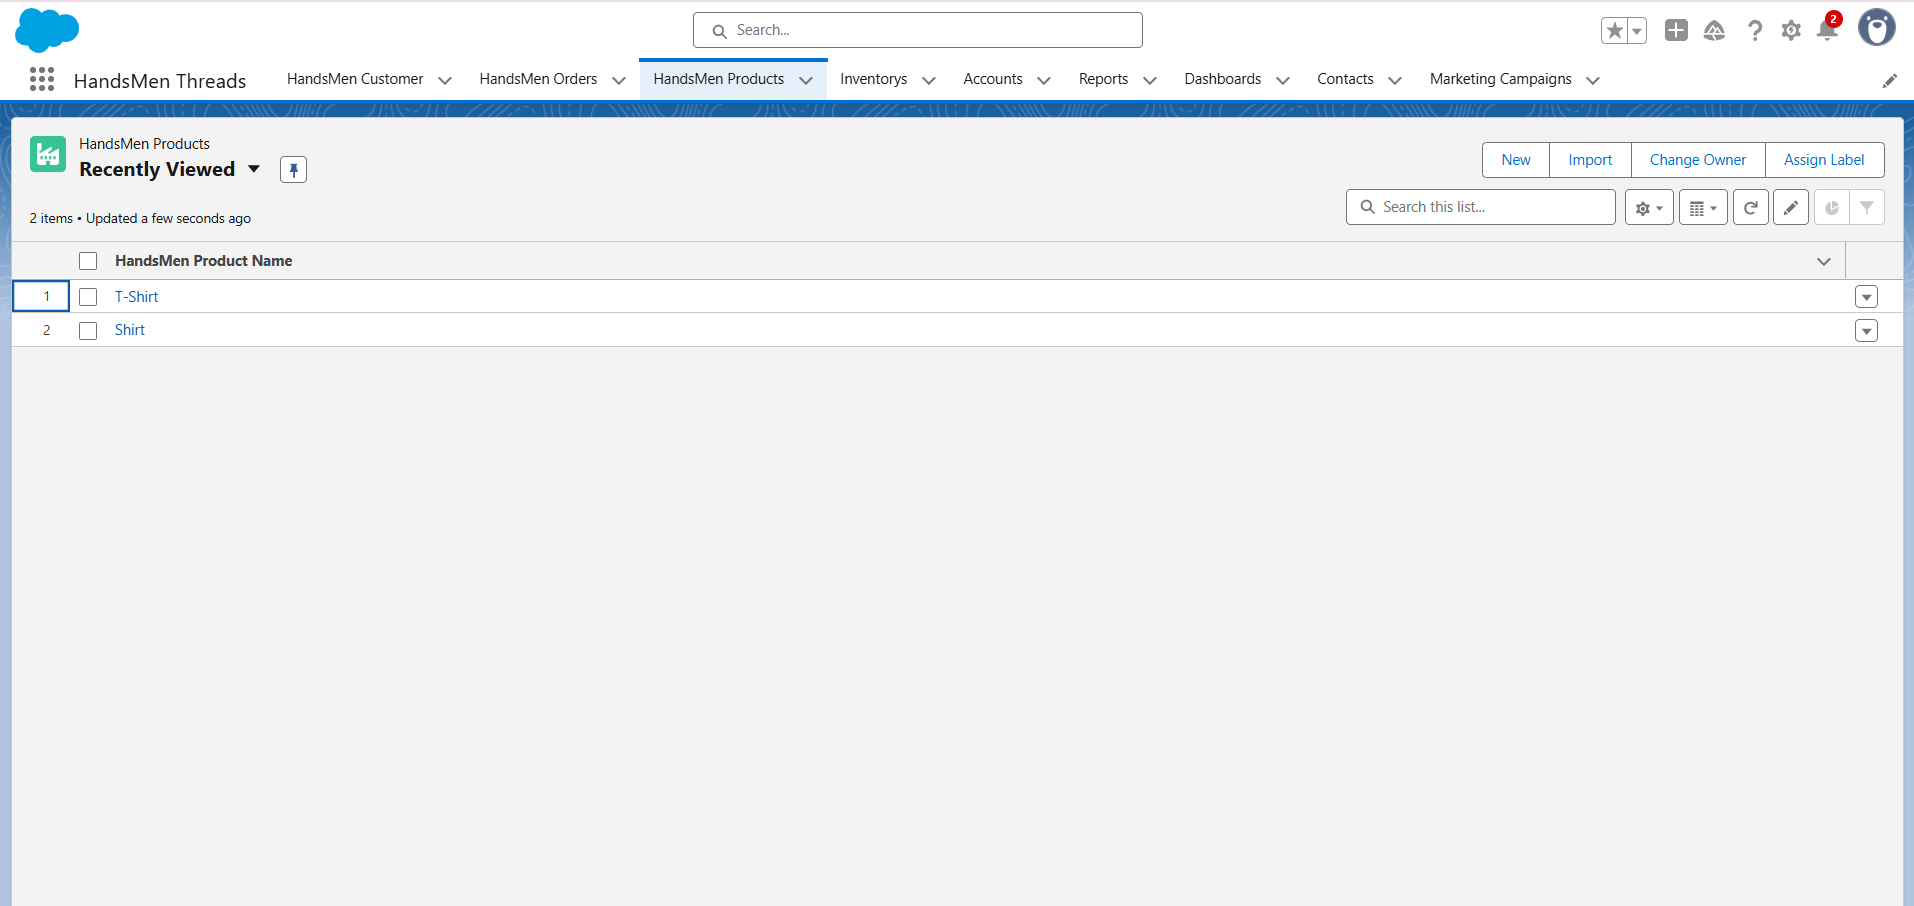 Search...
2
HandsMen Threads
HandsMen Customer
HandsMen Orders
HandsMen Products
Inventorys
Accounts
Reports
Dashboards
Contacts
Marketing Campaigns
HandsMen Products
Recently Viewed
New
Import
Change Owner
Assign Label
2 items • Updated a few seconds ago
Search this list...
HandsMen Product Name
1 T-Shirt
2 Shirt